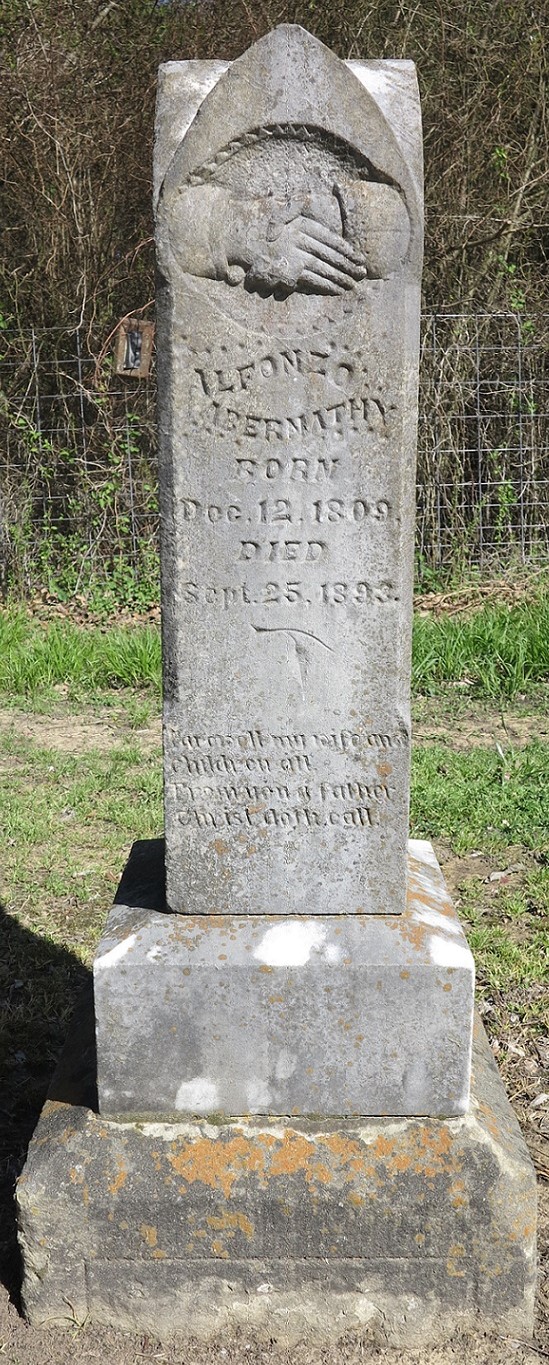 ALFONZO
ABERNATHY
BORN
Dec. 12, 1809.
DIED
Sept. 25, 1893.
Farewell my wife and
children all
From you a father
Christ doth call.